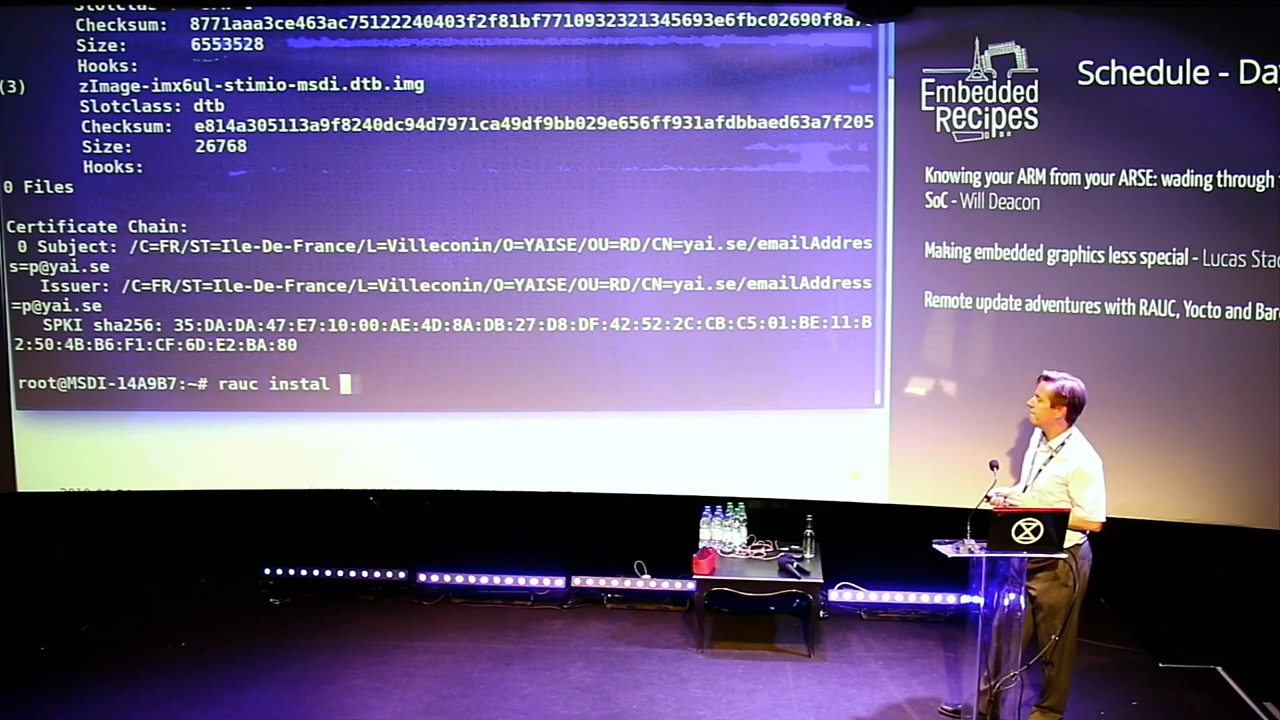 Checksum: 8771aaa3ce463ac75122240403f2f81bf7710932321345693e6fbc02690f8a
Size: 6553528
Hooks:
(3) zImage-imx6ul-stimio-msdi.dtb.img
Slotclass: dtb
Checksum: e814a305113a9f8240dc94d7971ca49df9bb029e656ff931afdbbaed63a7f205
Size: 26768
Hooks:
0 Files
Certificate Chain:
0 Subject: /C=FR/ST=Ile-De-France/L=Villeconin/O=YAISE/OU=RD/CN=yai.se/emailAddres
s=p@yai.se
Issuer: /C=FR/ST=Ile-De-France/L=Villeconin/O=YAISE/OU=RD/CN=yai.se/emailAddress
=p@yai.se
SPKI sha256: 35:DA:DA:47:E7:10:00:AE:4D:8A:DB:27:D8:DF:42:52:2C:CB:C5:01:BE:11:B
2:50:4B:B6:F1:CF:6D:E2:BA:80
root@MSDI-14A9B7:~# rauc instal
Embedded
Recipes
Schedule - Da
Knowing your ARM from your ARSE: wading through
SoC - Will Deacon
Making embedded graphics less special - Lucas Sta
Remote update adventures with RAUC, Yocto and Bar